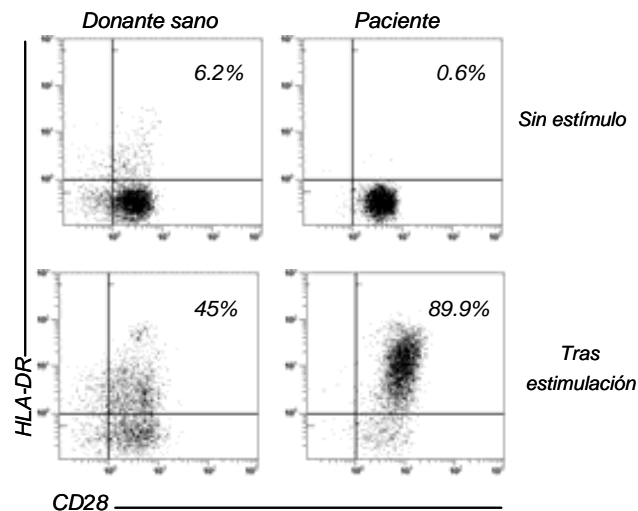 Donante sano
Paciente
6.2%
0.6%
Sin estímulo
45%
89.9%
Tras
estimulación
HLA-DR
CD28